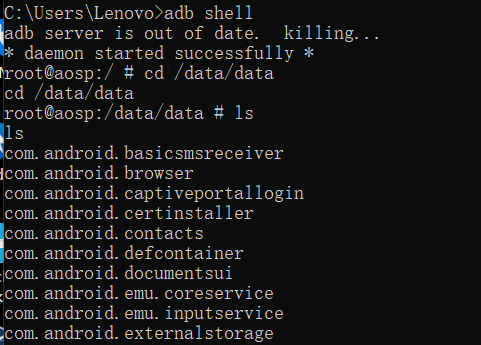 C:\Users\Lenovo>adb shell
adb server is out of date.  killing...
* daemon started successfully *
root@aosp:/ # cd /data/data
cd /data/data
root@aosp:/data/data # ls
ls
com.android.basicsmsreceiver
com.android.browser
com.android.captiveportallogin
com.android.certinstaller
com.android.contacts
com.android.defcontainer
com.android.documentsui
com.android.emu.coreservice
com.android.emu.inputservice
com.android.externalstorage